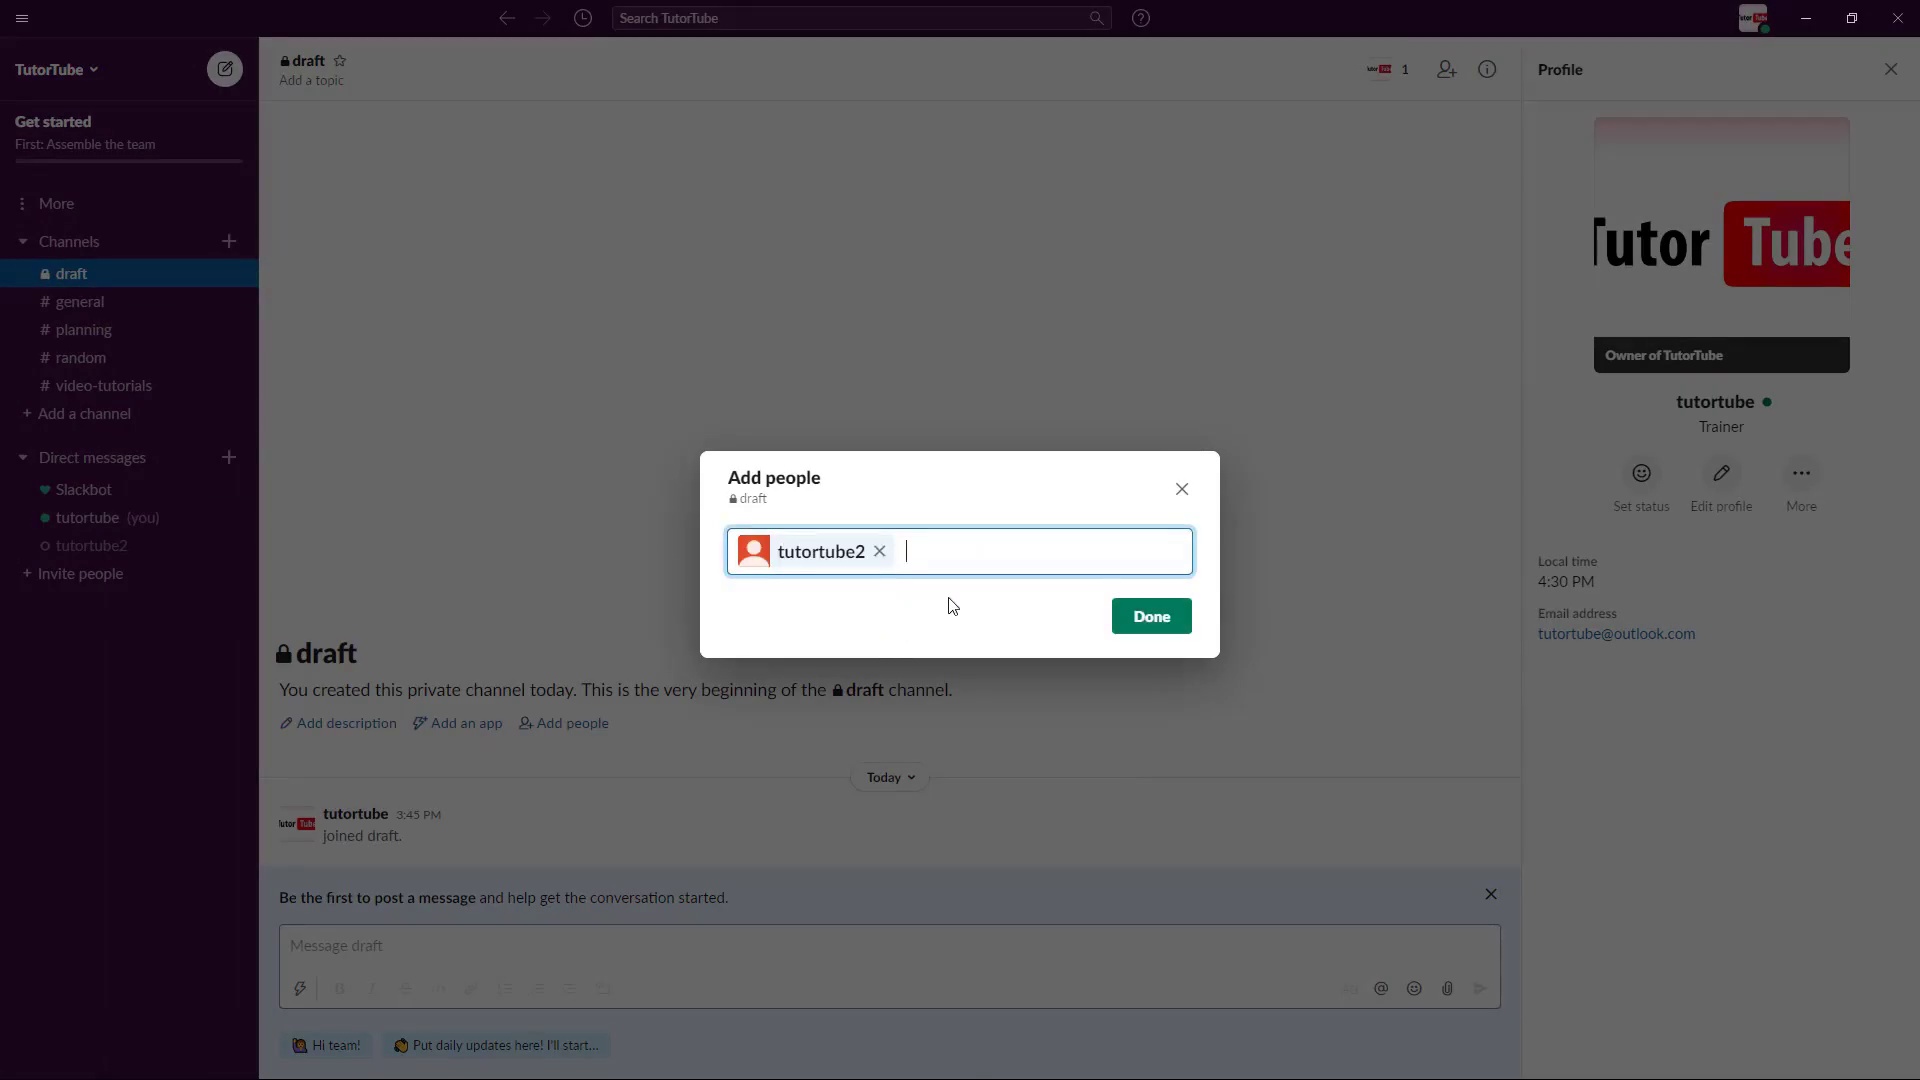 Search TutorTube
TutorTube
Get started
First: Assemble the team
More
Channels
draft
# general
# planning
# random
# video-tutorials
+ Add a channel
Direct messages
Slackbot
tutortube (you)
tutortube2
+ Invite people
draft
Add a topic
1
Add people
draft
tutortube2
Done
draft
You created this private channel today. This is the very beginning of the draft channel.
Add description Add an app Add people
Today
tutortube 3:45 PM
joined draft.
Be the first to post a message and help get the conversation started.
Message draft
Hi team! Put daily updates here! I'll start...
Profile
Tutor Tube
Owner of TutorTube
tutortube
Trainer
Set status Edit profile More
Local time
4:30 PM
Email address
tutortube@outlook.com